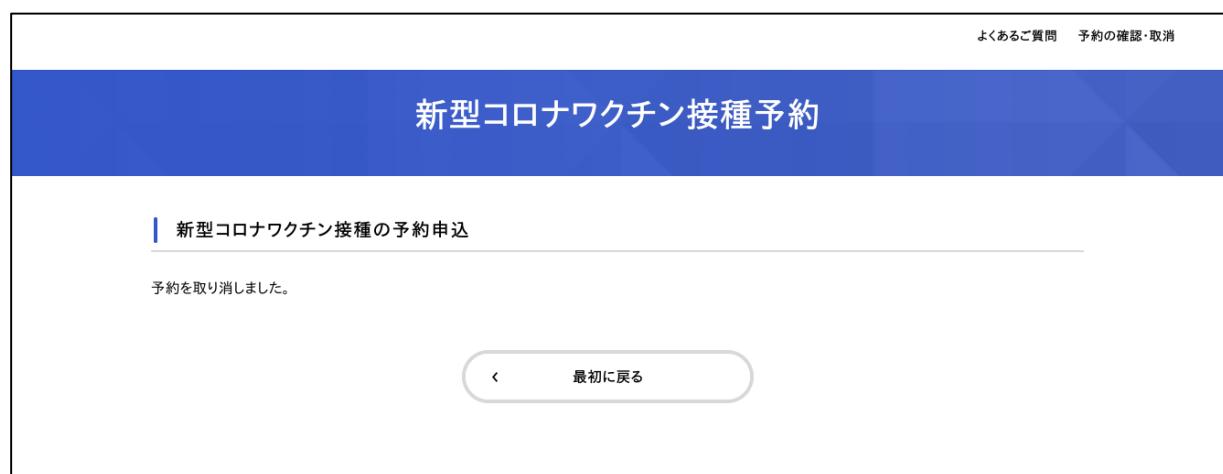 よくあるご質問 予約の確認・取消
新型コロナワクチン接種予約
新型コロナワクチン接種の予約申込
予約を取り消しました。
最初に戻る